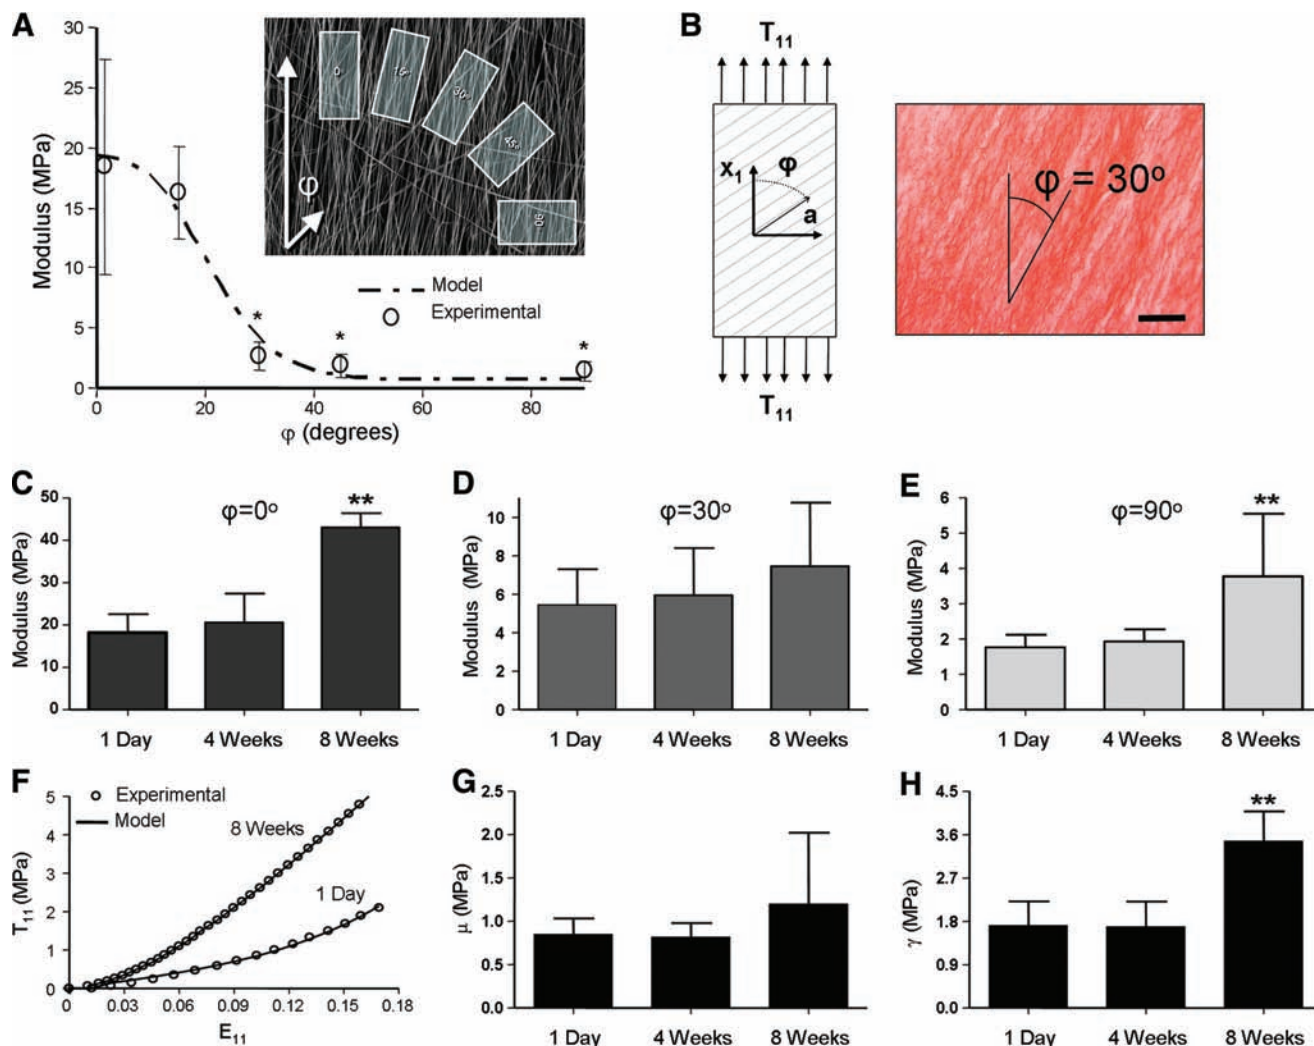 A
30
25
20
15
10
5
0
Modulus (MPa)
0 20 40 60 80
φ (degrees)
0
15°
30°
45°
90
φ
Model
Experimental
*
*
*
B
T11
x1
φ
a
T11
φ = 30°
C
50
40
30
20
10
0
Modulus (MPa)
φ=0°
**
1 Day 4 Weeks 8 Weeks
D
10
8
6
4
2
0
Modulus (MPa)
φ=30°
1 Day 4 Weeks 8 Weeks
E
6
5
4
3
2
1
0
Modulus (MPa)
φ=90°
**
1 Day 4 Weeks 8 Weeks
F
Experimental
Model
5
4
3
2
1
0
T11 (MPa)
8 Weeks
1 Day
0 0.03 0.06 0.09 0.12 0.15 0.18
E11
G
2.5
2.0
1.5
1.0
0.5
0.0
μ (MPa)
1 Day 4 Weeks 8 Weeks
H
4.5
3.6
2.7
1.8
0.9
0.0
γ (MPa)
**
1 Day 4 Weeks 8 Weeks